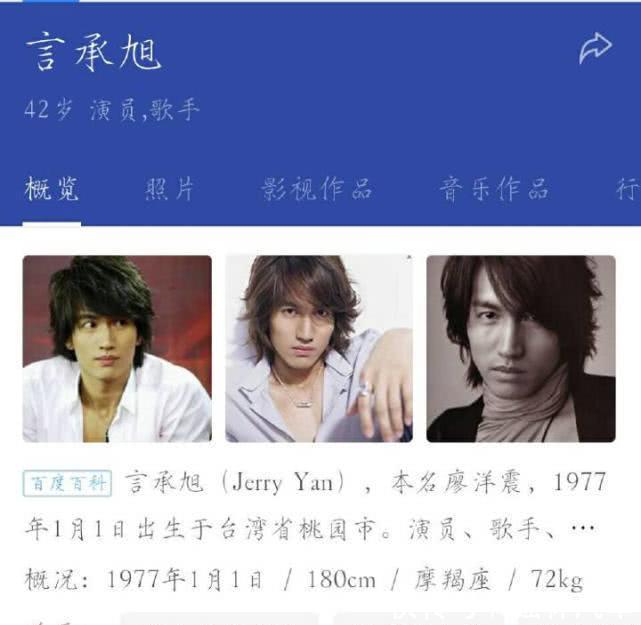 言承旭
42岁 演员,歌手
概览 照片 影视作品 音乐作品 行
百度百科 言承旭（Jerry Yan），本名廖洋震，1977
年1月1日出生于台湾省桃园市。演员、歌手、…
概况：1977年1月1日 / 180cm / 摩羯座 / 72kg